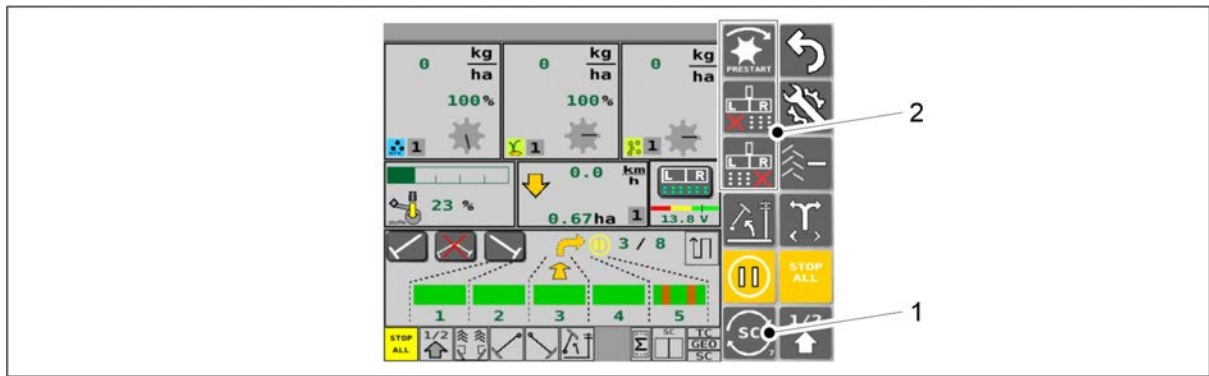 0 kg/ha 0 kg/ha 0 kg/ha
100% 100%
1 1 1
PRESTART
L R
L R
2
23 %
0.0 km/h
0.67ha 1
L R
13.8 V
3 / 8
1 2 3 4 5
STOP ALL
SC
1/2
1
STOP ALL 1/2 Σ SC TC GEO SC